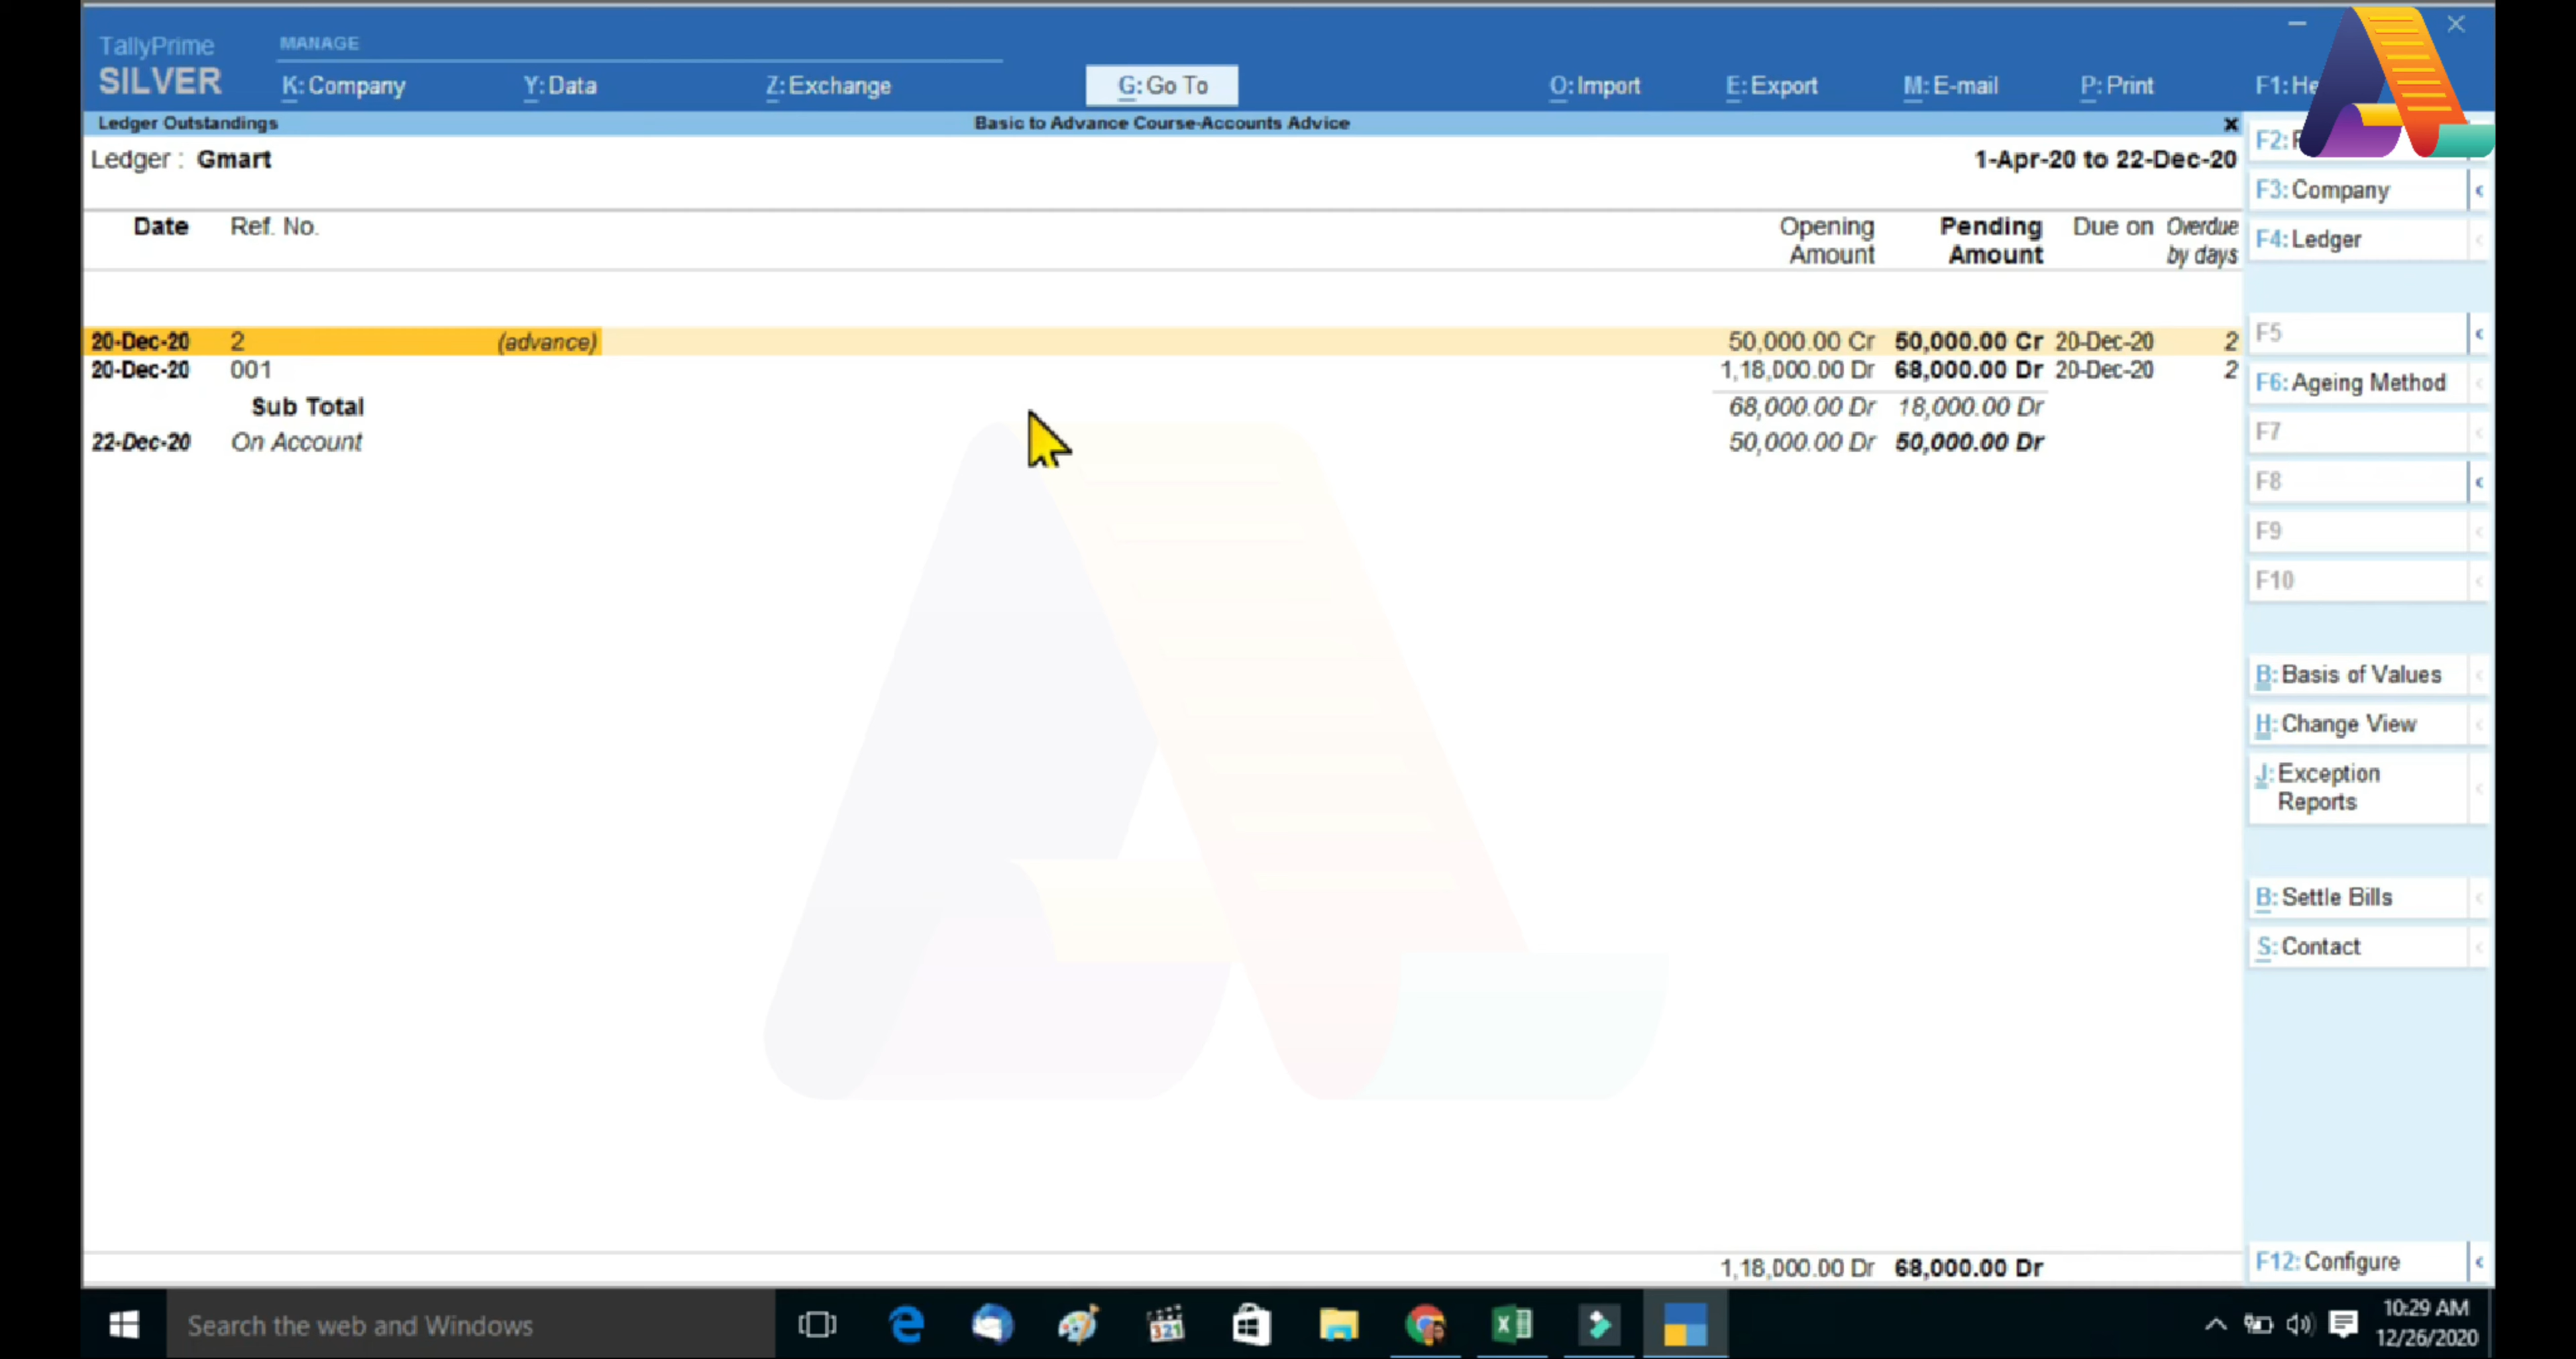 TallyPrime
SILVER
MANAGE
K: Company
Y: Data
Z: Exchange
G: Go To
O: Import
E: Export
M: E-mail
P: Print
F1: He
Ledger Outstandings
Basic to Advance Course-Accounts Advice
x
Ledger : Gmart
1-Apr-20 to 22-Dec-20
Date Ref. No. Opening Amount Pending Amount Due on Overdue by days
20-Dec-20 2 (advance) 50,000.00 Cr 50,000.00 Cr 20-Dec-20 2
20-Dec-20 001 1,18,000.00 Dr 68,000.00 Dr 20-Dec-20 2
Sub Total 68,000.00 Dr 18,000.00 Dr
22-Dec-20 On Account 50,000.00 Dr 50,000.00 Dr
1,18,000.00 Dr 68,000.00 Dr
F2:
F3: Company
F4: Ledger
F5
F6: Ageing Method
F7
F8
F9
F10
B: Basis of Values
H: Change View
J: Exception
Reports
B: Settle Bills
S: Contact
F12: Configure
Search the web and Windows
321
10:29 AM
12/26/2020